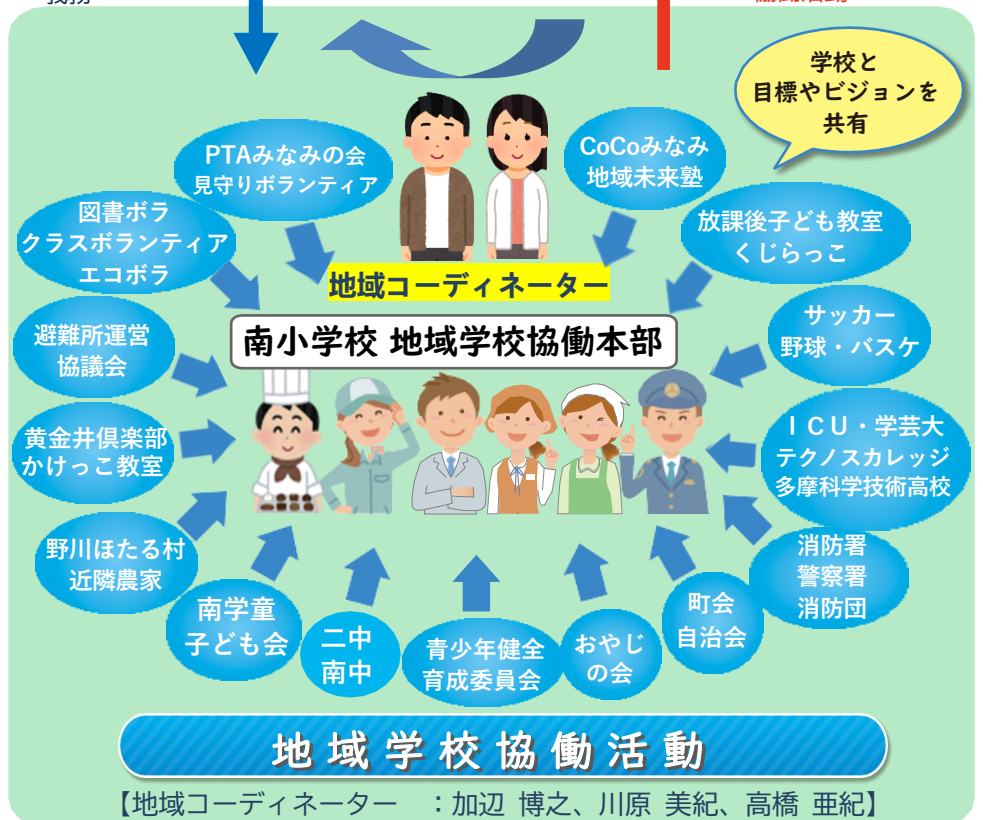 学校と
目標やビジョンを
共有
PTAみなみの会
見守りボランティア
CoCoみなみ
地域未来塾
図書ボラ
クラスボランティア
エコボラ
放課後子ども教室
くじらっこ
地域コーディネーター
南小学校 地域学校協働本部
避難所運営
協議会
サッカー
野球・バスケ
黄金井倶楽部
かけっこ教室
ICU・学芸大
テクノスカレッジ
多摩科学技術高校
野川ほたる村
近隣農家
消防署
警察署
消防団
南学童
子ども会
二中
南中
青少年健全
育成委員会
おやじ
の会
町会
自治会
地域学校協働活動
【地域コーディネーター ：加辺 博之、川原 美紀、高橋 亜紀】